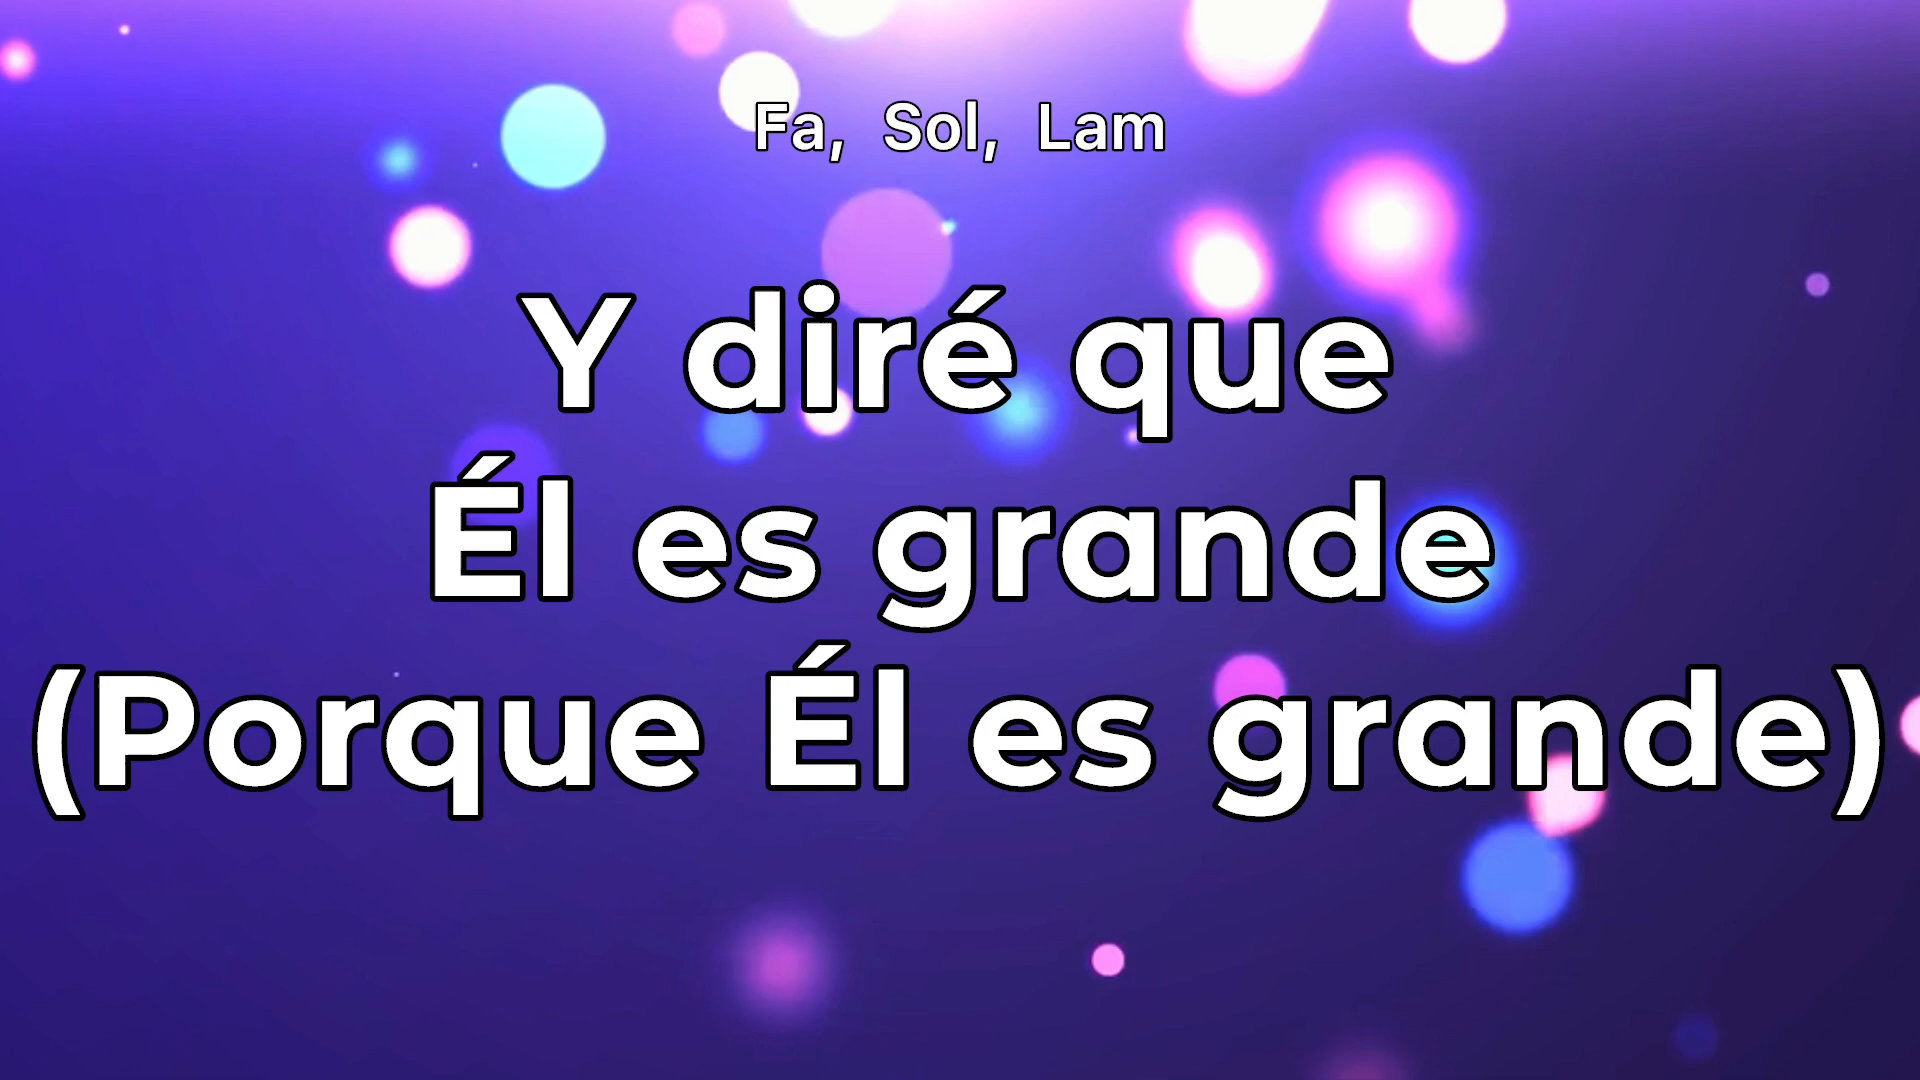 Fa, Sol, Lam
Y diré que
Él es grande
(Porque Él es grande)